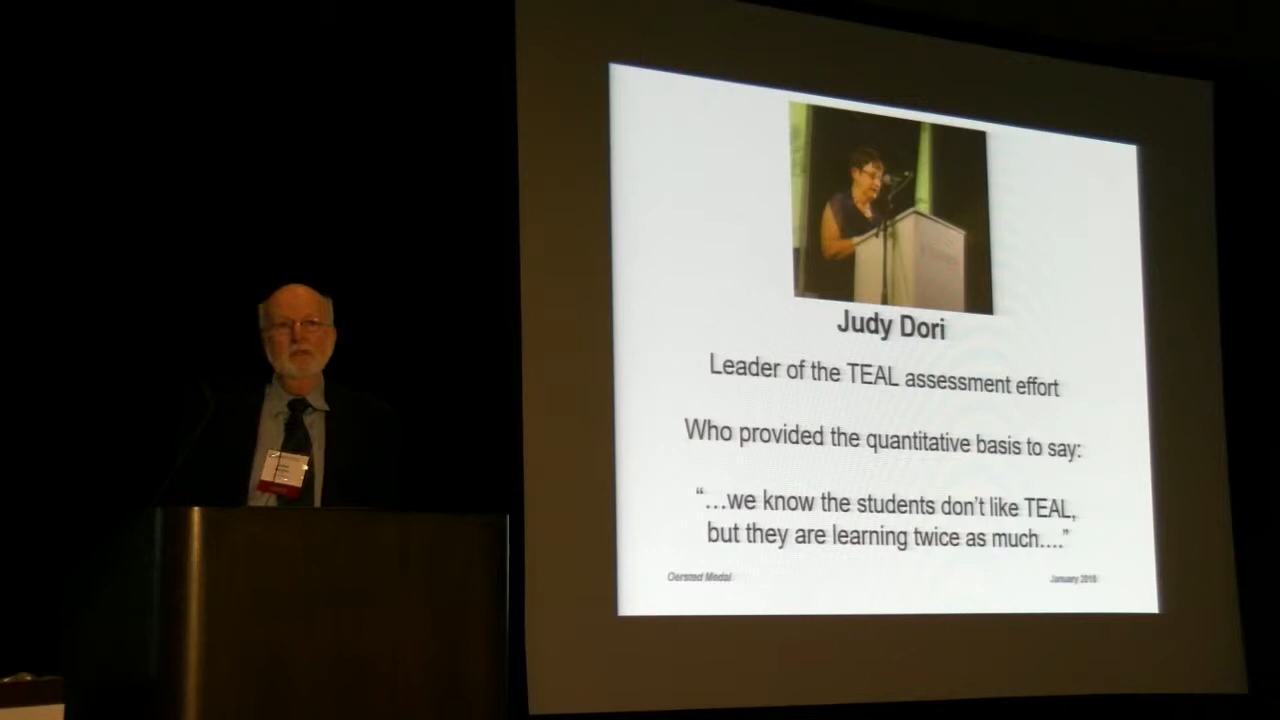 Judy Dori
Leader of the TEAL assessment effort
Who provided the quantitative basis to say:
“…we know the students don’t like TEAL,
but they are learning twice as much….”
Oersted Medal
January 2016